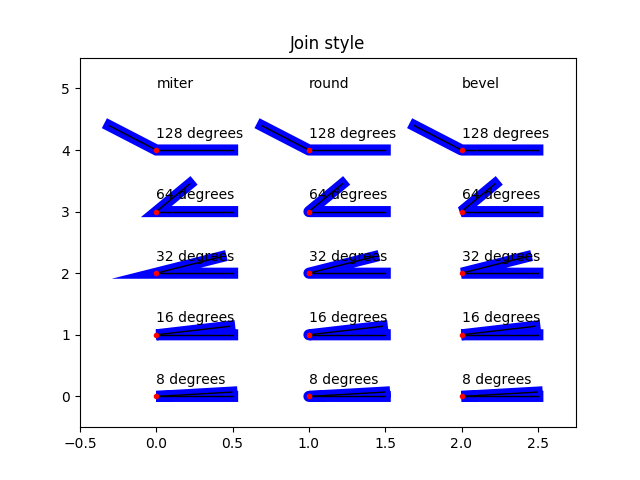 Join style
5
miter round bevel
128 degrees 128 degrees 128 degrees
4
64 degrees 64 degrees 64 degrees
3
32 degrees 32 degrees 32 degrees
2
16 degrees 16 degrees 16 degrees
1
8 degrees 8 degrees 8 degrees
0
−0.5 0.0 0.5 1.0 1.5 2.0 2.5